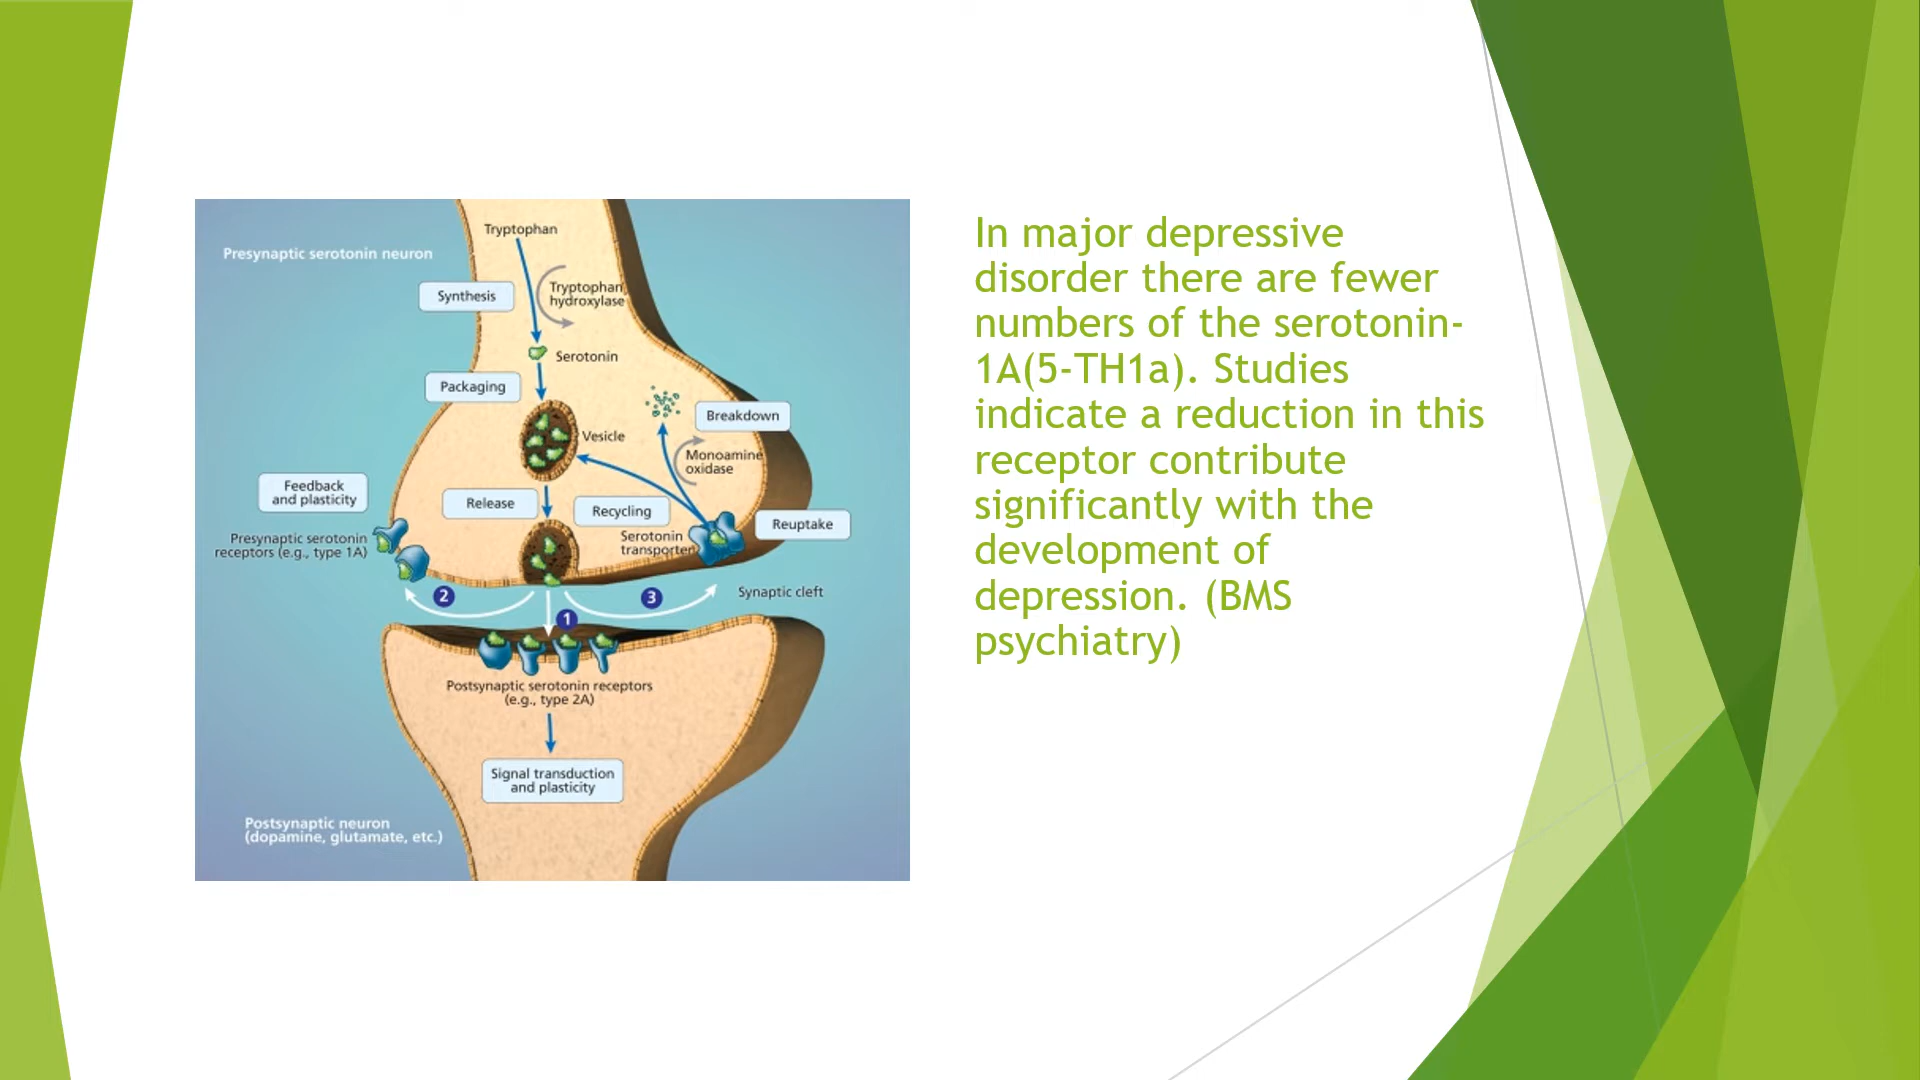 Tryptophan
Presynaptic serotonin neuron
Tryptophan
hydroxylase
Synthesis
Serotonin
Packaging
Breakdown
Vesicle
Monoamine
oxidase
Feedback
and plasticity
Release
Recycling
Reuptake
Serotonin
transporter
Presynaptic serotonin
receptors (e.g., type 1A)
2
3
Synaptic cleft
1
Postsynaptic serotonin receptors
(e.g., type 2A)
Signal transduction
and plasticity
Postsynaptic neuron
(dopamine, glutamate, etc.)
In major depressive
disorder there are fewer
numbers of the serotonin-
1A(5-TH1a). Studies
indicate a reduction in this
receptor contribute
significantly with the
development of
depression. (BMS
psychiatry)